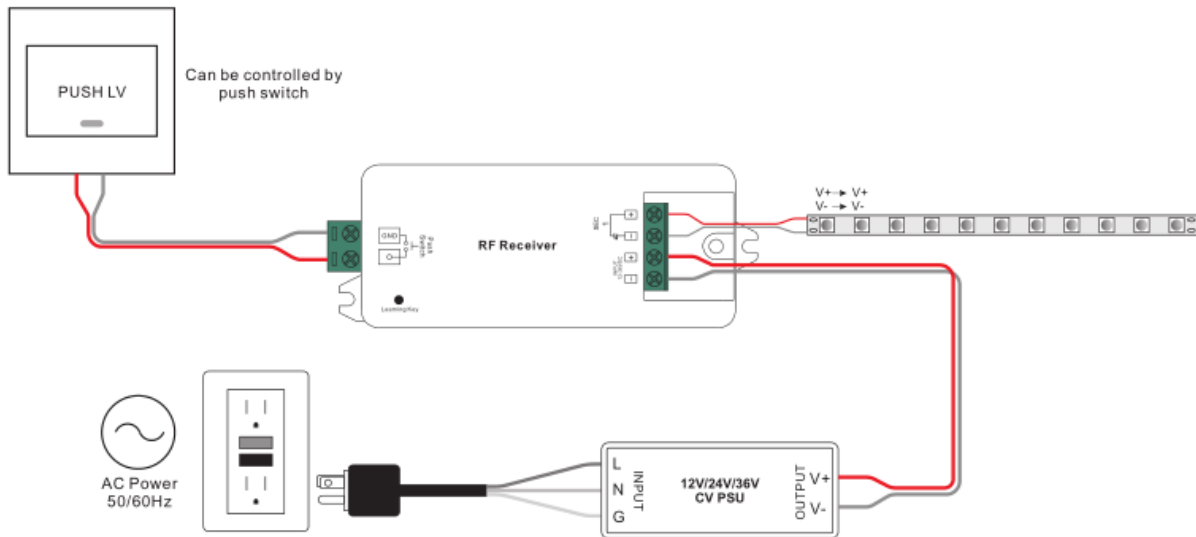 PUSH LV
Can be controlled by
push switch
GND
Push
Switch
RF Receiver
Learning Key
V+→ V+
V-→ V-
AC Power
50/60Hz
L
N
G
INPUT
12V/24V/36V
CV PSU
OUTPUT
V+
V-